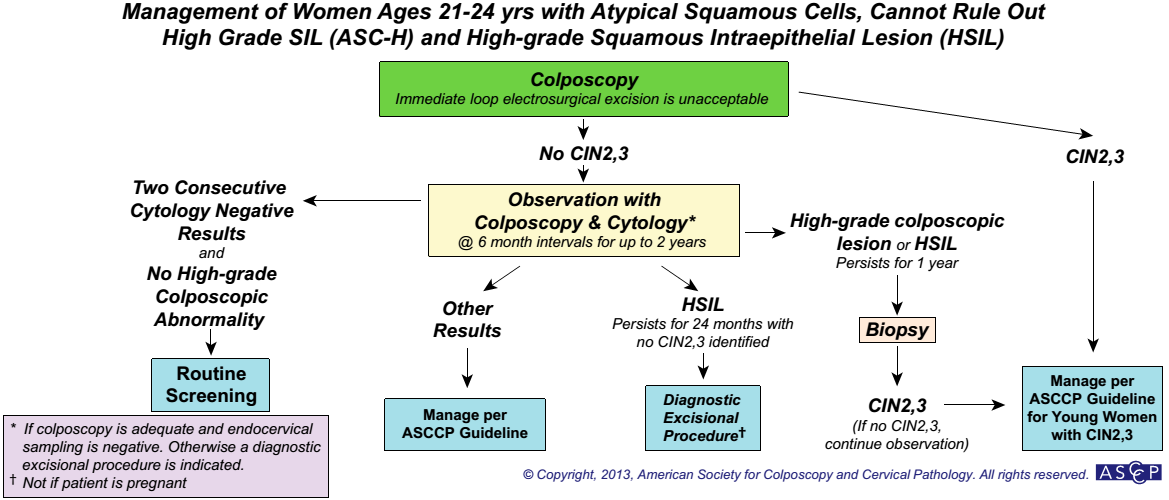 Management of Women Ages 21-24 yrs with Atypical Squamous Cells, Cannot Rule Out
High Grade SIL (ASC-H) and High-grade Squamous Intraepithelial Lesion (HSIL)
Colposcopy
Immediate loop electrosurgical excision is unacceptable
No CIN2,3
CIN2,3
Two Consecutive
Cytology Negative
Results
and
No High-grade
Colposcopic
Abnormality
Observation with
Colposcopy & Cytology*
@ 6 month intervals for up to 2 years
High-grade colposcopic
lesion or HSIL
Persists for 1 year
Other
Results
HSIL
Persists for 24 months with
no CIN2,3 identified
Biopsy
Routine
Screening
Manage per
ASCCP Guideline
Diagnostic
Excisional
Procedure†
CIN2,3
(If no CIN2,3,
continue observation)
Manage per
ASCCP Guideline
for Young Women
with CIN2,3
* If colposcopy is adequate and endocervical
sampling is negative. Otherwise a diagnostic
excisional procedure is indicated.
† Not if patient is pregnant
© Copyright, 2013, American Society for Colposcopy and Cervical Pathology. All rights reserved.
ASCCP